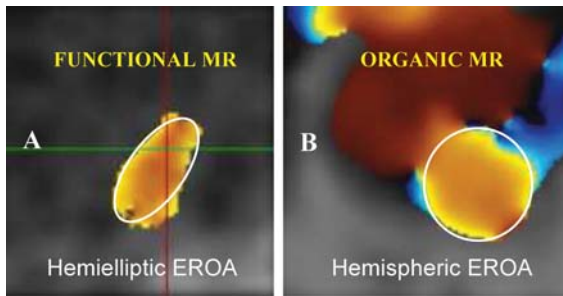 FUNCTIONAL MR
A
Hemielliptic EROA
ORGANIC MR
B
Hemispheric EROA